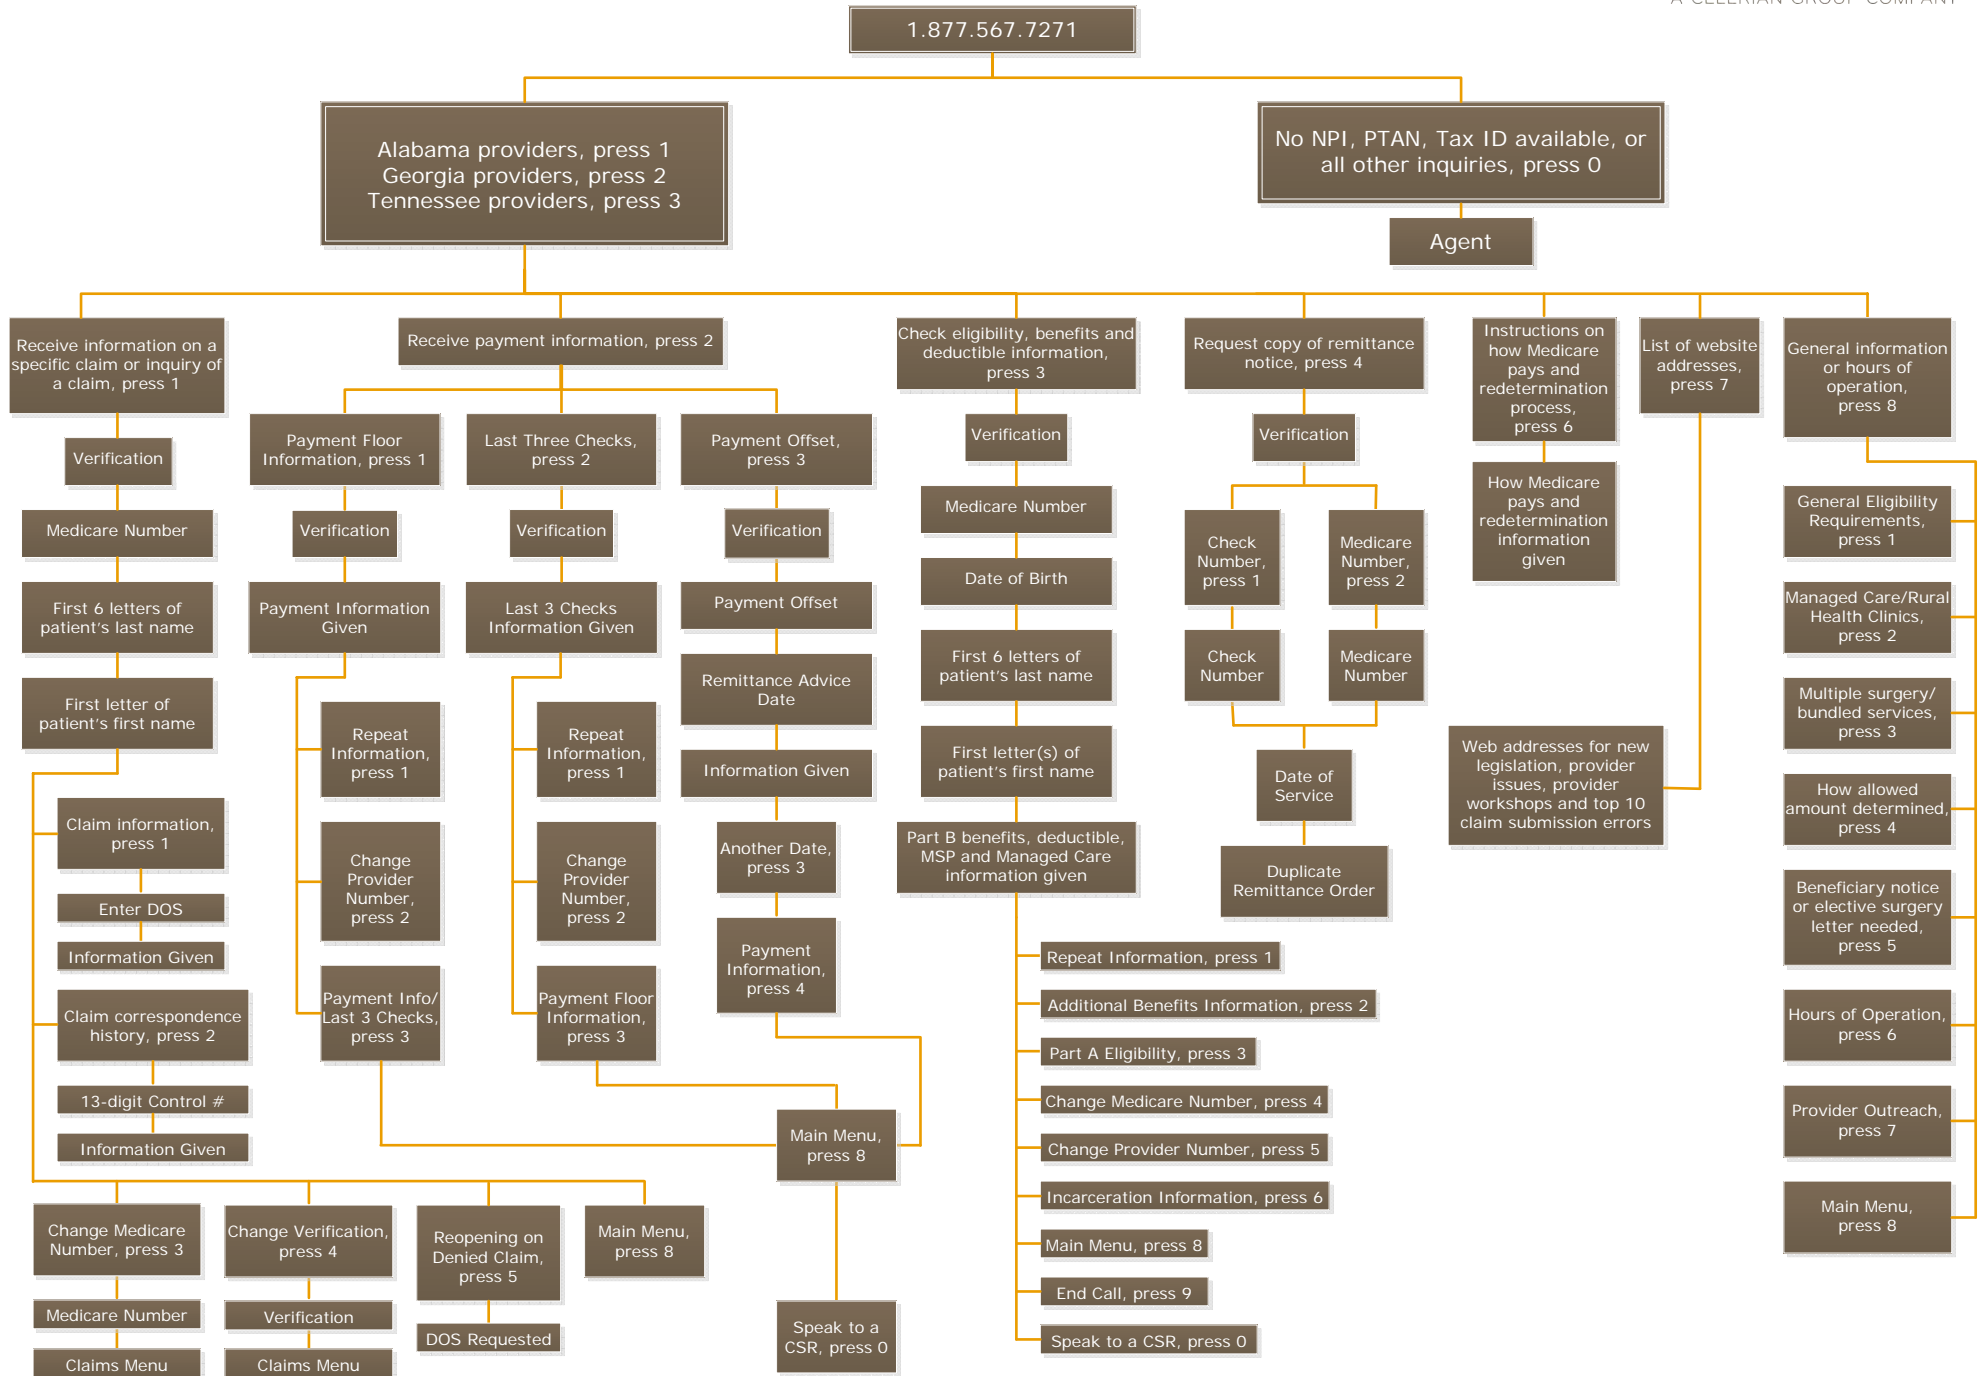 A CELERIAN GROUP COMPANY
1.877.567.7271
Alabama providers, press 1
Georgia providers, press 2
Tennessee providers, press 3
No NPI, PTAN, Tax ID available, or
all other inquiries, press 0
Agent
Receive information on a
specific claim or inquiry of
a claim, press 1
Verification
Medicare Number
First 6 letters of
patient's last name
First letter of
patient's first name
Claim information,
press 1
Enter DOS
Information Given
Claim correspondence
history, press 2
13-digit Control #
Information Given
Change Medicare
Number, press 3
Medicare Number
Claims Menu
Change Verification,
press 4
Verification
Claims Menu
Reopening on
Denied Claim,
press 5
DOS Requested
Main Menu,
press 8
Receive payment information, press 2
Payment Floor
Information, press 1
Verification
Payment Information
Given
Repeat
Information,
press 1
Change
Provider
Number,
press 2
Payment Info/
Last 3 Checks,
press 3
Last Three Checks,
press 2
Verification
Last 3 Checks
Information Given
Repeat
Information,
press 1
Change
Provider
Number,
press 2
Payment Floor
Information,
press 3
Payment Offset,
press 3
Verification
Payment Offset
Remittance Advice
Date
Information Given
Another Date,
press 3
Payment
Information,
press 4
Main Menu,
press 8
Speak to a
CSR, press 0
Check eligibility, benefits and
deductible information,
press 3
Verification
Medicare Number
Date of Birth
First 6 letters of
patient's last name
First letter(s) of
patient's first name
Part B benefits, deductible,
MSP and Managed Care
information given
Repeat Information, press 1
Additional Benefits Information, press 2
Part A Eligibility, press 3
Change Medicare Number, press 4
Change Provider Number, press 5
Incarceration Information, press 6
Main Menu, press 8
End Call, press 9
Speak to a CSR, press 0
Request copy of remittance
notice, press 4
Verification
Check
Number,
press 1
Check
Number
Medicare
Number,
press 2
Medicare
Number
Date of
Service
Duplicate
Remittance Order
Instructions on
how Medicare
pays and
redetermination
process,
press 6
How Medicare
pays and
redetermination
information
given
List of website
addresses,
press 7
Web addresses for new
legislation, provider
issues, provider
workshops and top 10
claim submission errors
General information
or hours of
operation,
press 8
General Eligibility
Requirements,
press 1
Managed Care/Rural
Health Clinics,
press 2
Multiple surgery/
bundled services,
press 3
How allowed
amount determined,
press 4
Beneficiary notice
or elective surgery
letter needed,
press 5
Hours of Operation,
press 6
Provider Outreach,
press 7
Main Menu,
press 8